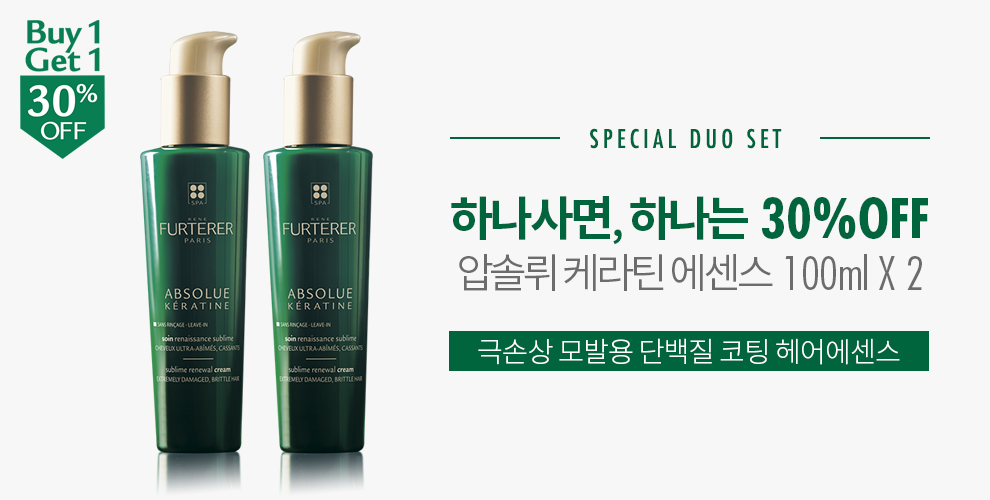 Buy 1
Get 1
30%
OFF
SPA
RENE
FURTERER
PARIS
ABSOLUE
KÉRATINE
SANS RINÇAGE - LEAVE-IN
soin renaissance sublime
CHEVEUX ULTRA-ABÎMÉS, CASSANTS
sublime renewal cream
EXTREMELY DAMAGED, BRITTLE HAIR
SPA
RENE
FURTERER
PARIS
ABSOLUE
KÉRATINE
SANS RINÇAGE - LEAVE-IN
soin renaissance sublime
CHEVEUX ULTRA-ABÎMÉS, CASSANTS
sublime renewal cream
EXTREMELY DAMAGED, BRITTLE HAIR
SPECIAL DUO SET
하나사면, 하나는 30%OFF
압솔뤼 케라틴 에센스 100ml X 2
극손상 모발용 단백질 코팅 헤어에센스